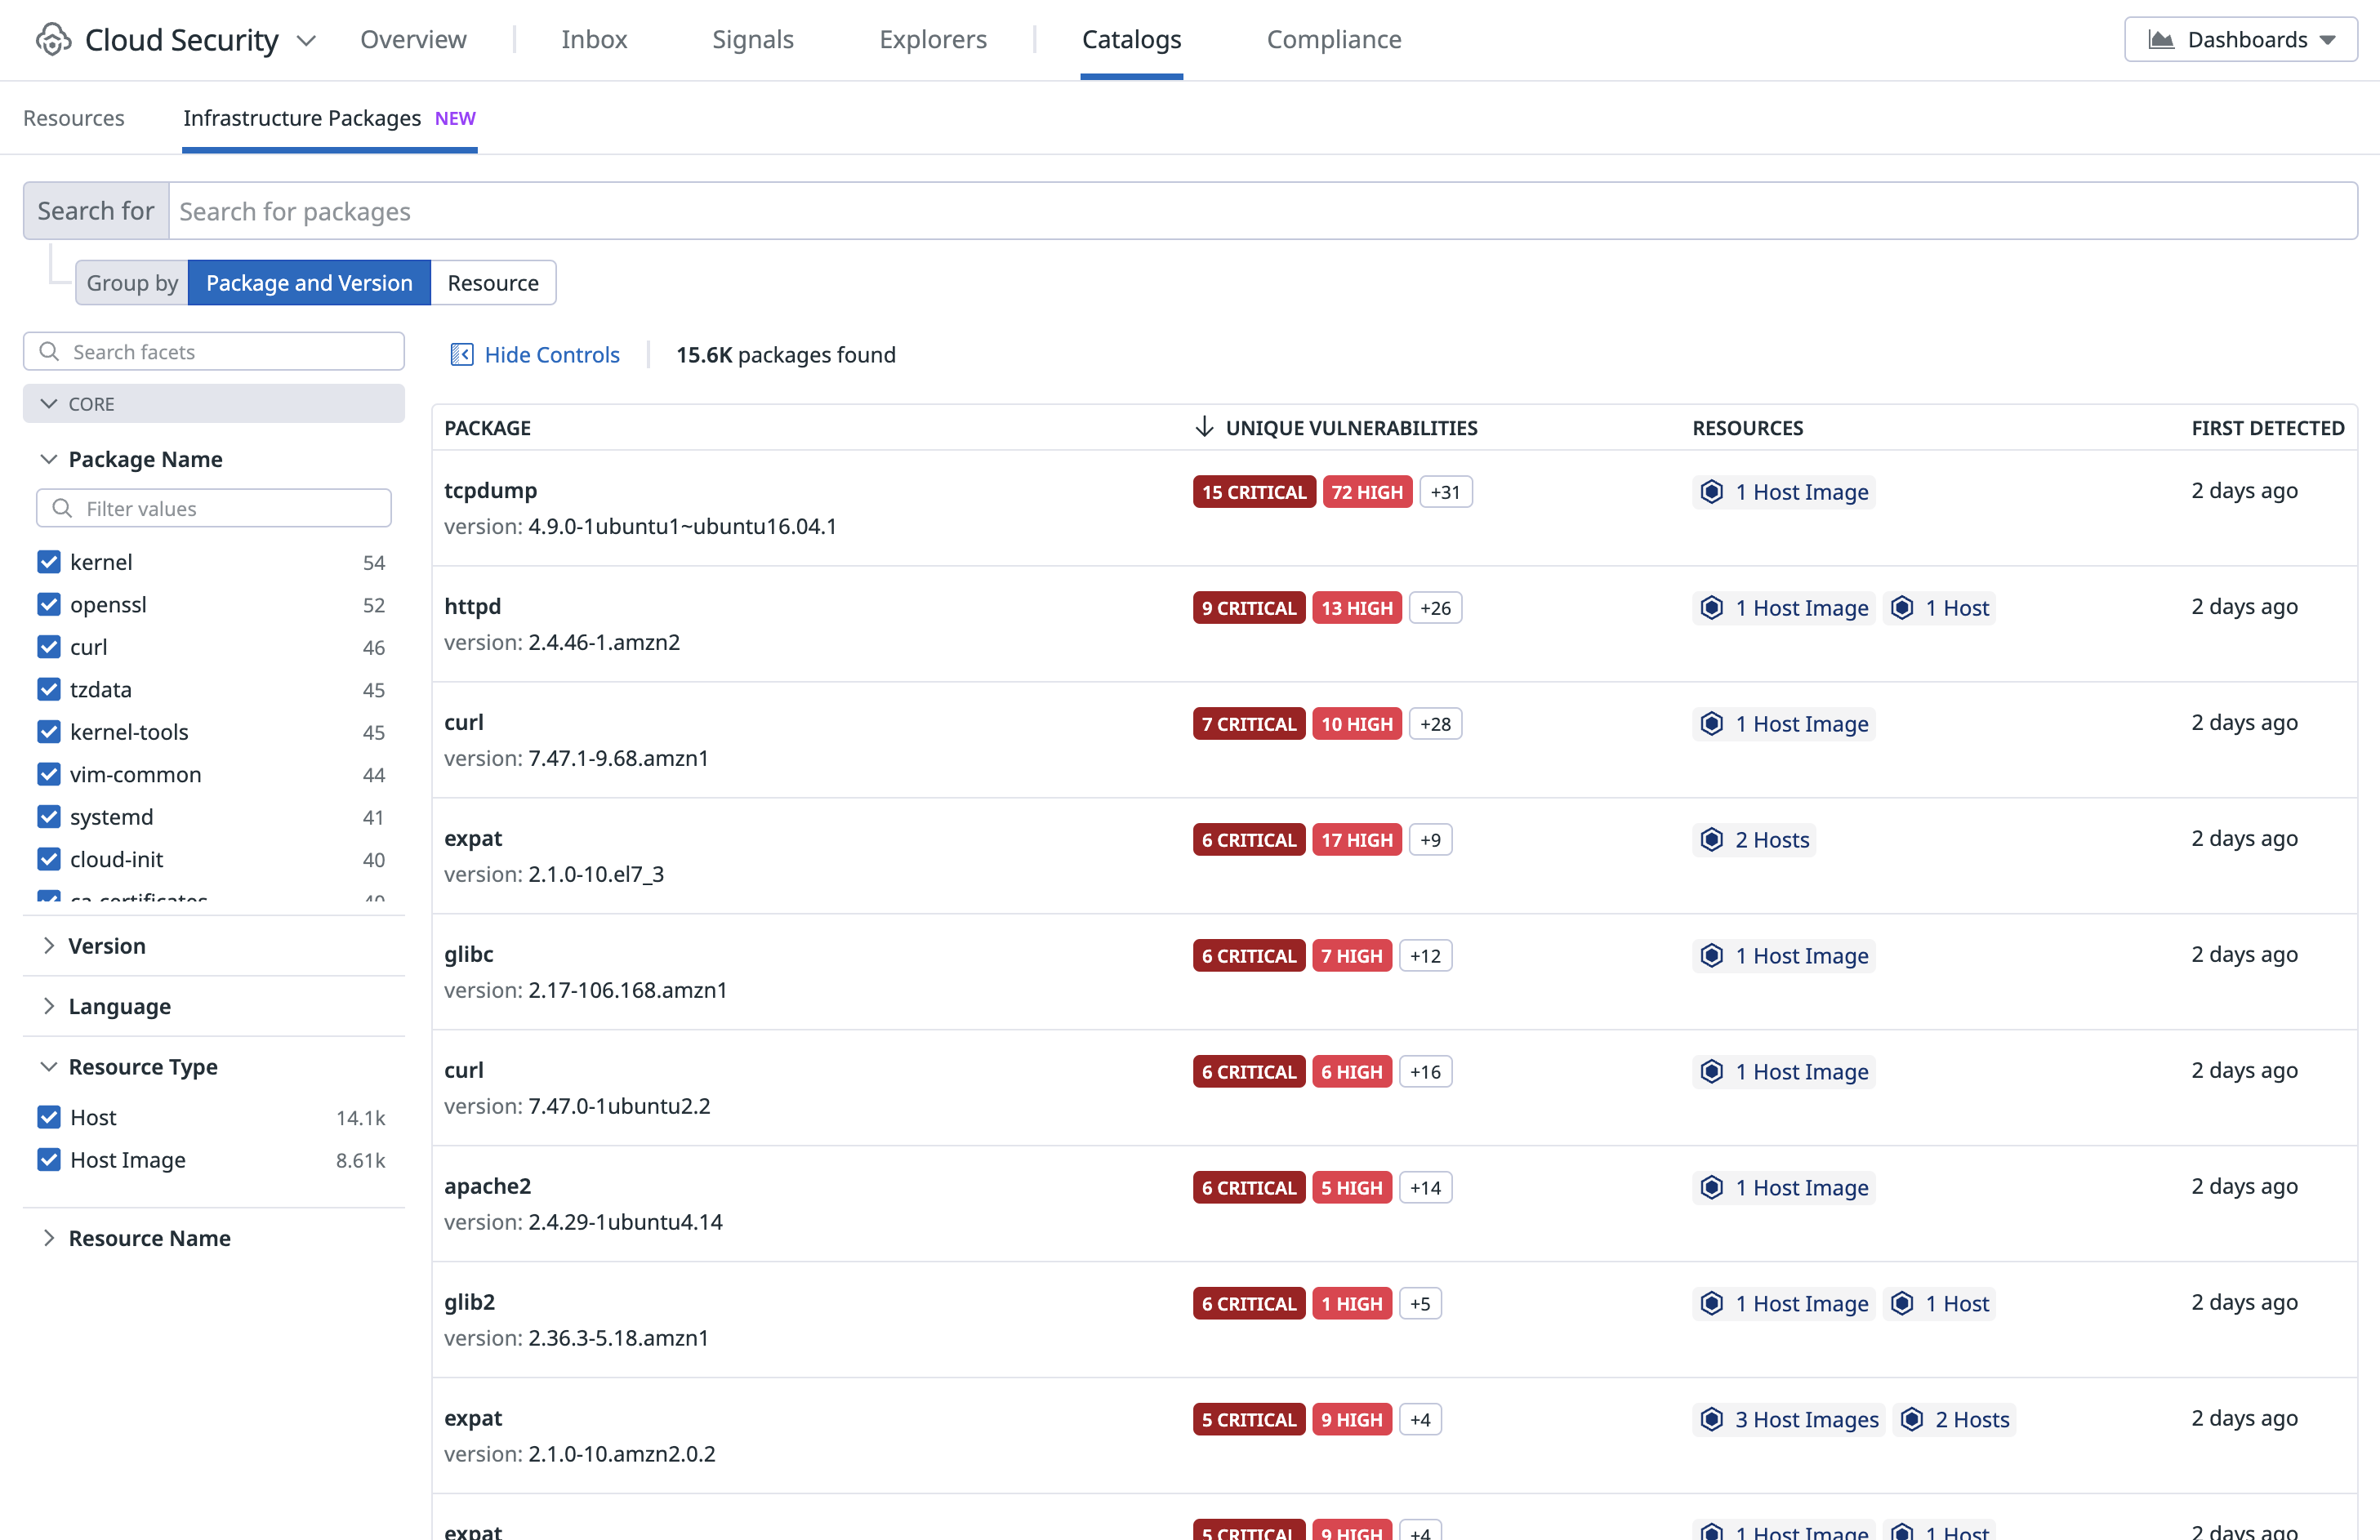 Cloud Security Overview Inbox Signals Explorers Catalogs Compliance Dashboards
Resources Infrastructure Packages NEW
Search for Search for packages
Group by Package and Version Resource
Search facets
Hide Controls 15.6K packages found
CORE
PACKAGE UNIQUE VULNERABILITIES RESOURCES FIRST DETECTED
Package Name
Filter values
kernel 54
openssl 52
curl 46
tzdata 45
kernel-tools 45
vim-common 44
systemd 41
cloud-init 40
ca-certificates 40
Version
Language
Resource Type
Host 14.1k
Host Image 8.61k
Resource Name
tcpdump 15 CRITICAL 72 HIGH +31 1 Host Image 2 days ago
version: 4.9.0-1ubuntu1~ubuntu16.04.1
httpd 9 CRITICAL 13 HIGH +26 1 Host Image 1 Host 2 days ago
version: 2.4.46-1.amzn2
curl 7 CRITICAL 10 HIGH +28 1 Host Image 2 days ago
version: 7.47.1-9.68.amzn1
expat 6 CRITICAL 17 HIGH +9 2 Hosts 2 days ago
version: 2.1.0-10.el7_3
glibc 6 CRITICAL 7 HIGH +12 1 Host Image 2 days ago
version: 2.17-106.168.amzn1
curl 6 CRITICAL 6 HIGH +16 1 Host Image 2 days ago
version: 7.47.0-1ubuntu2.2
apache2 6 CRITICAL 5 HIGH +14 1 Host Image 2 days ago
version: 2.4.29-1ubuntu4.14
glib2 6 CRITICAL 1 HIGH +5 1 Host Image 1 Host 2 days ago
version: 2.36.3-5.18.amzn1
expat 5 CRITICAL 9 HIGH +4 3 Host Images 2 Hosts 2 days ago
version: 2.1.0-10.amzn2.0.2
expat 5 CRITICAL 9 HIGH +4 1 Host Image 1 Host 2 days ago